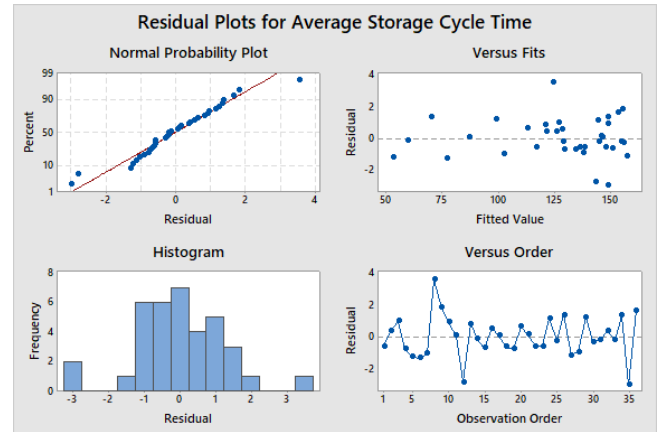 Residual Plots for Average Storage Cycle Time
Normal Probability Plot
99
90
50
10
1
Percent
-2 0 2 4
Residual
Versus Fits
4
2
0
-2
Residual
50 75 100 125 150
Fitted Value
Histogram
8
6
4
2
0
Frequency
-3 -2 -1 0 1 2 3
Residual
Versus Order
4
2
0
-2
Residual
1 5 10 15 20 25 30 35
Observation Order